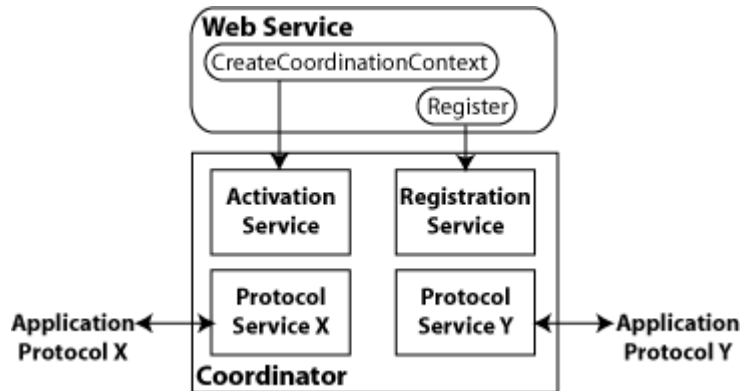 Web Service
CreateCoordinationContext
Register
Activation
Service
Registration
Service
Protocol
Service X
Protocol
Service Y
Application
Protocol X
Application
Protocol Y
Coordinator